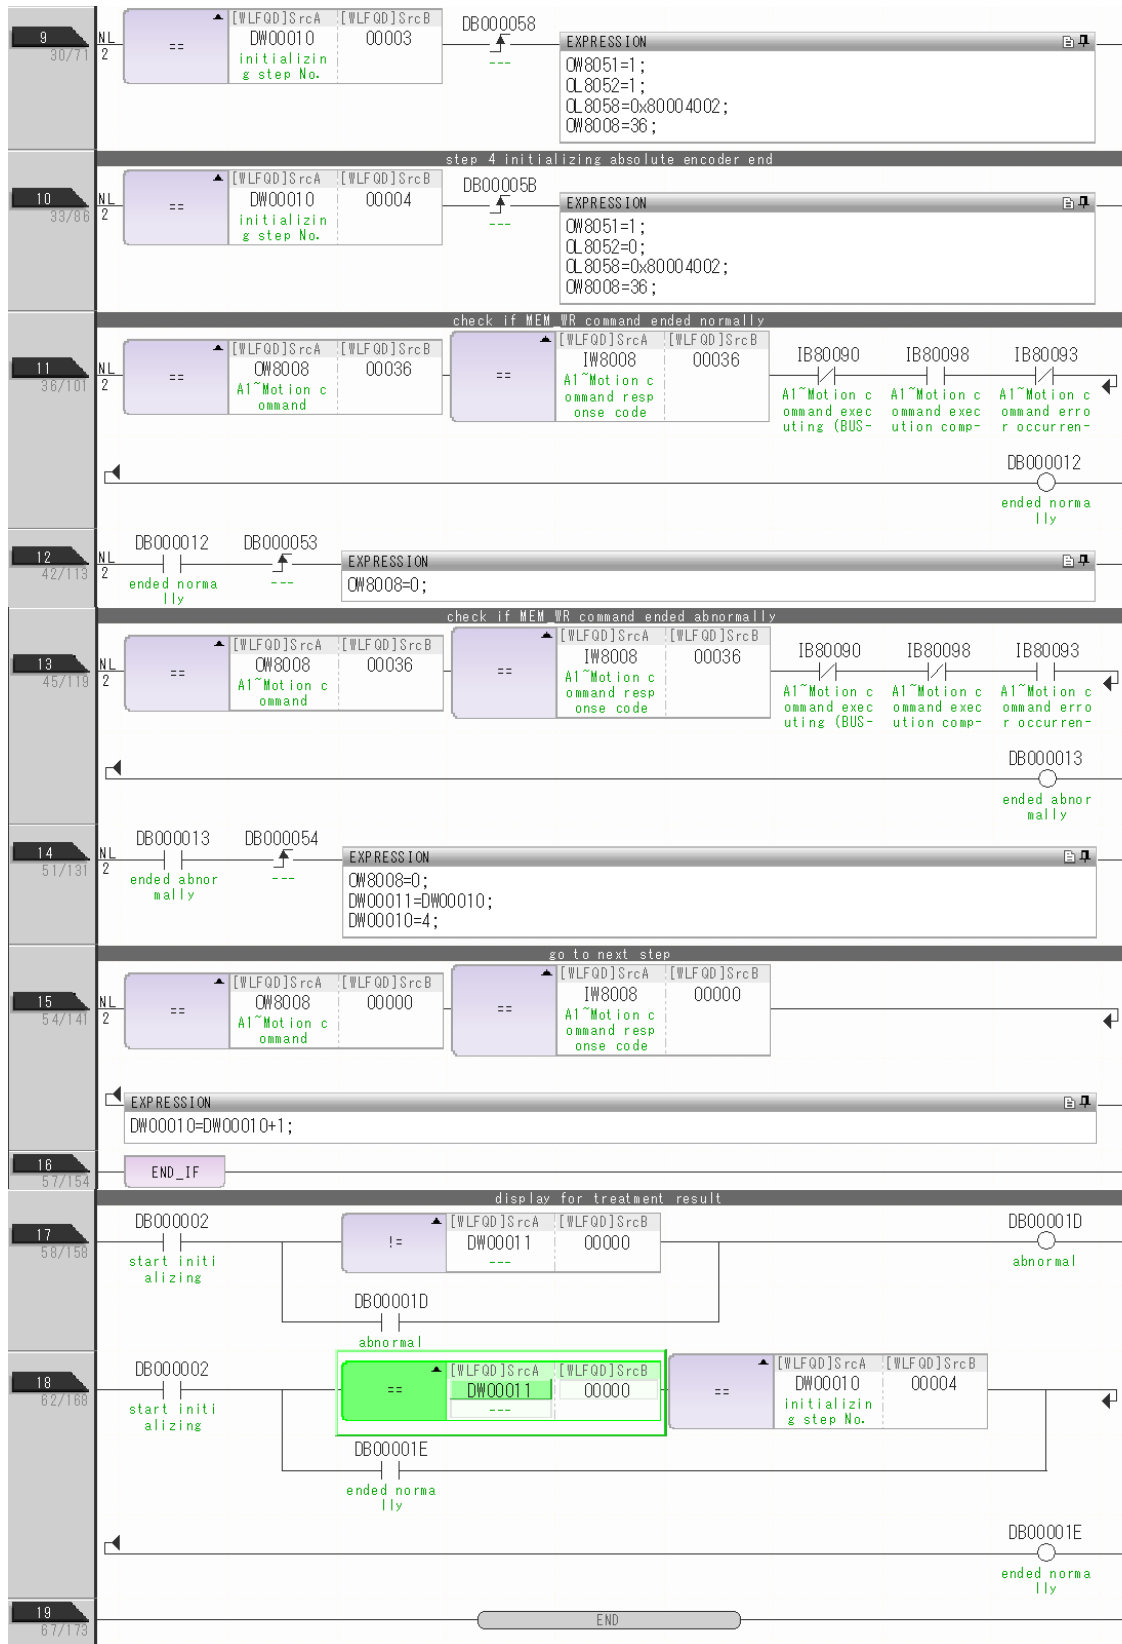 [WLFQD]SrcA [WLFQD]SrcB
DB000058
9
30/71
NL
2
==
DW00010
00003
initializin
g step No.
---
EXPRESSION
OW8051=1;
OL8052=1;
OL8058=0x80004002;
OW8008=36;
step 4 initializing absolute encoder end
[WLFQD]SrcA [WLFQD]SrcB
DB00005B
10
33/86
NL
2
==
DW00010
00004
initializin
g step No.
---
EXPRESSION
OW8051=1;
OL8052=0;
OL8058=0x80004002;
OW8008=36;
check if MEM_WR command ended normally
11
36/101
NL
2
==
[WLFQD]SrcA [WLFQD]SrcB
OW8008
00036
A1~Motion c
ommand
==
[WLFQD]SrcA [WLFQD]SrcB
IW8008
00036
A1~Motion c
ommand resp
onse code
IB80090
A1~Motion c
ommand exec
uting (BUS-
IB80098
A1~Motion c
ommand exec
ution comp-
IB80093
A1~Motion c
ommand erro
r occurren-
DB000012
ended norma
lly
12
42/113
NL
2
DB000012
ended norma
lly
DB000053
---
EXPRESSION
OW8008=0;
check if MEM_WR command ended abnormally
13
45/119
NL
2
==
[WLFQD]SrcA [WLFQD]SrcB
OW8008
00036
A1~Motion c
ommand
==
[WLFQD]SrcA [WLFQD]SrcB
IW8008
00036
A1~Motion c
ommand resp
onse code
IB80090
A1~Motion c
ommand exec
uting (BUS-
IB80098
A1~Motion c
ommand exec
ution comp-
IB80093
A1~Motion c
ommand erro
r occurren-
DB000013
ended abnor
mally
14
51/131
NL
2
DB000013
ended abnor
mally
DB000054
---
EXPRESSION
OW8008=0;
DW00011=DW00010;
DW00010=4;
go to next step
15
54/141
NL
2
==
[WLFQD]SrcA [WLFQD]SrcB
OW8008
00000
A1~Motion c
ommand
==
[WLFQD]SrcA [WLFQD]SrcB
IW8008
00000
A1~Motion c
ommand resp
onse code
EXPRESSION
DW00010=DW00010+1;
16
57/154
END_IF
display for treatment result
17
58/158
DB000002
start initi
alizing
!=
[WLFQD]SrcA [WLFQD]SrcB
DW00011
00000
---
DB00001D
abnormal
DB00001D
abnormal
18
62/168
DB000002
start initi
alizing
==
[WLFQD]SrcA [WLFQD]SrcB
DW00011
00000
---
==
[WLFQD]SrcA [WLFQD]SrcB
DW00010
00004
initializin
g step No.
DB00001E
ended norma
lly
DB00001E
ended norma
lly
19
67/173
END